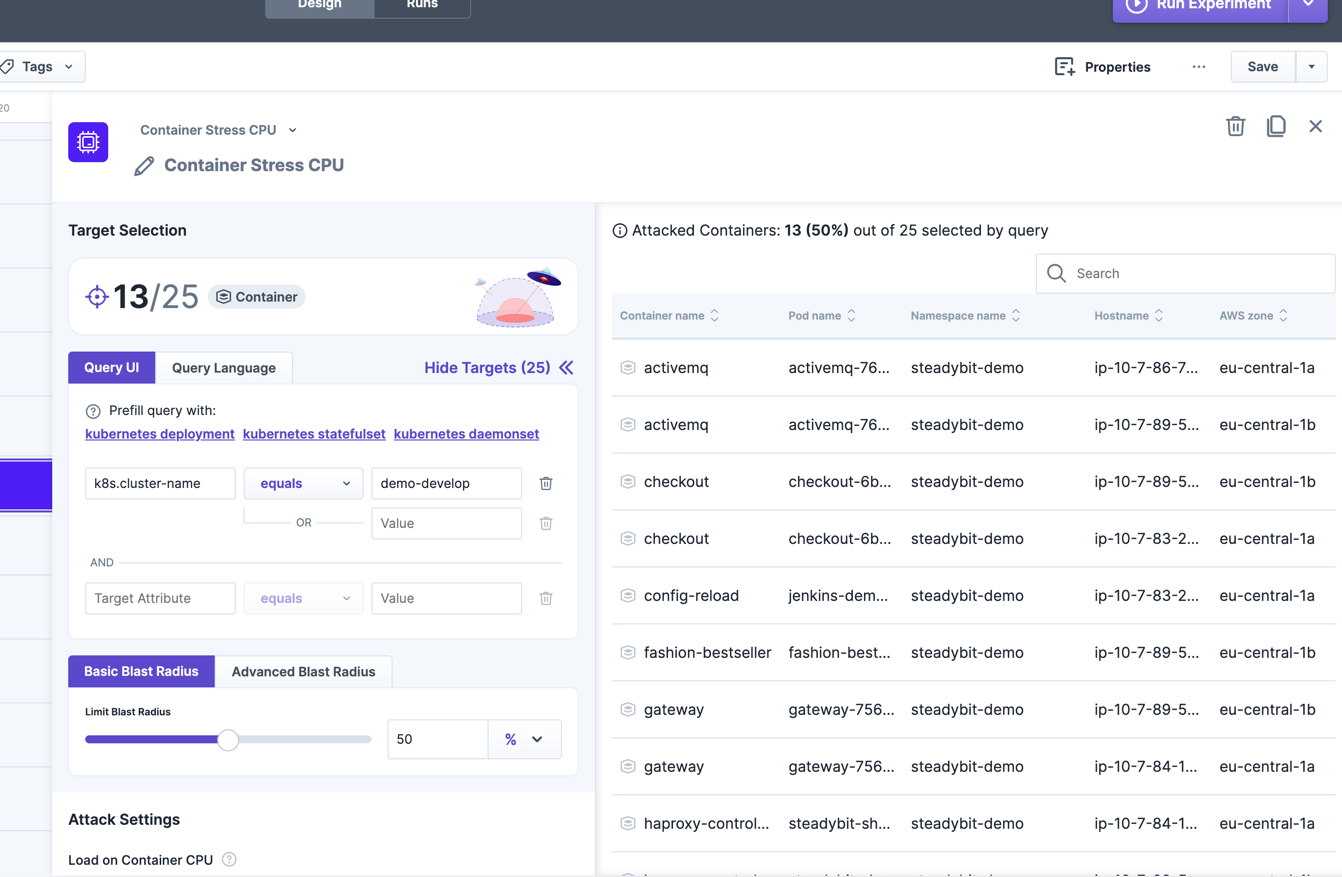 Design
Runs
Run Experiment
Tags
Properties
...
Save
20
Container Stress CPU
Container Stress CPU
Target Selection
13/25
Container
Query UI
Query Language
Hide Targets (25)
Prefill query with:
kubernetes deployment kubernetes statefulset kubernetes daemonset
k8s.cluster-name equals demo-develop
OR Value
AND
Target Attribute equals Value
Basic Blast Radius
Advanced Blast Radius
Limit Blast Radius
50 %
Attack Settings
Load on Container CPU
Attacked Containers: 13 (50%) out of 25 selected by query
Search
Container name Pod name Namespace name Hostname AWS zone
activemq activemq-76... steadybit-demo ip-10-7-86-7... eu-central-1a
activemq activemq-76... steadybit-demo ip-10-7-89-5... eu-central-1b
checkout checkout-6b... steadybit-demo ip-10-7-89-5... eu-central-1b
checkout checkout-6b... steadybit-demo ip-10-7-83-2... eu-central-1a
config-reload jenkins-dem... steadybit-demo ip-10-7-83-2... eu-central-1a
fashion-bestseller fashion-best... steadybit-demo ip-10-7-89-5... eu-central-1b
gateway gateway-756... steadybit-demo ip-10-7-89-5... eu-central-1b
gateway gateway-756... steadybit-demo ip-10-7-84-1... eu-central-1a
haproxy-control... steadybit-sh... steadybit-demo ip-10-7-84-1... eu-central-1a